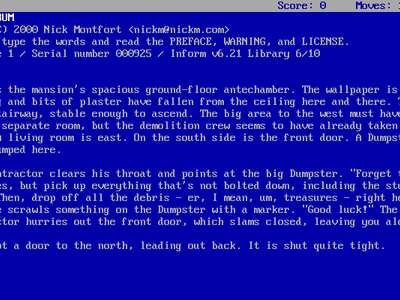 Score: 0 Moves:
BUM
) 2000 Nick Montfort <nickm@nickm.com>
type the words and read the PREFACE, WARNING, and LICENSE.
1 / Serial number 000925 / Inform v6.21 Library 6/10
the mansion's spacious ground-floor antechamber. The wallpaper is
and bits of plaster have fallen from the ceiling here and there.
airway, stable enough to ascend. The big area to the west must have
separate room, but the demolition crew seems to have already taken
living room is east. On the south side is the front door. A Dumpst
umped here.
ntractor clears his throat and points at the big Dumpster. "Forget t
es, but pick up everything that's not bolted down, including the stu
Then, drop off all the debris - er, I mean, um, treasures - right he
e scrawls something on the Dumpster with a marker. "Good luck!" The
ctor hurries out the front door, which slams closed, leaving you alo
ot a door to the north, leading out back. It is shut quite tight.